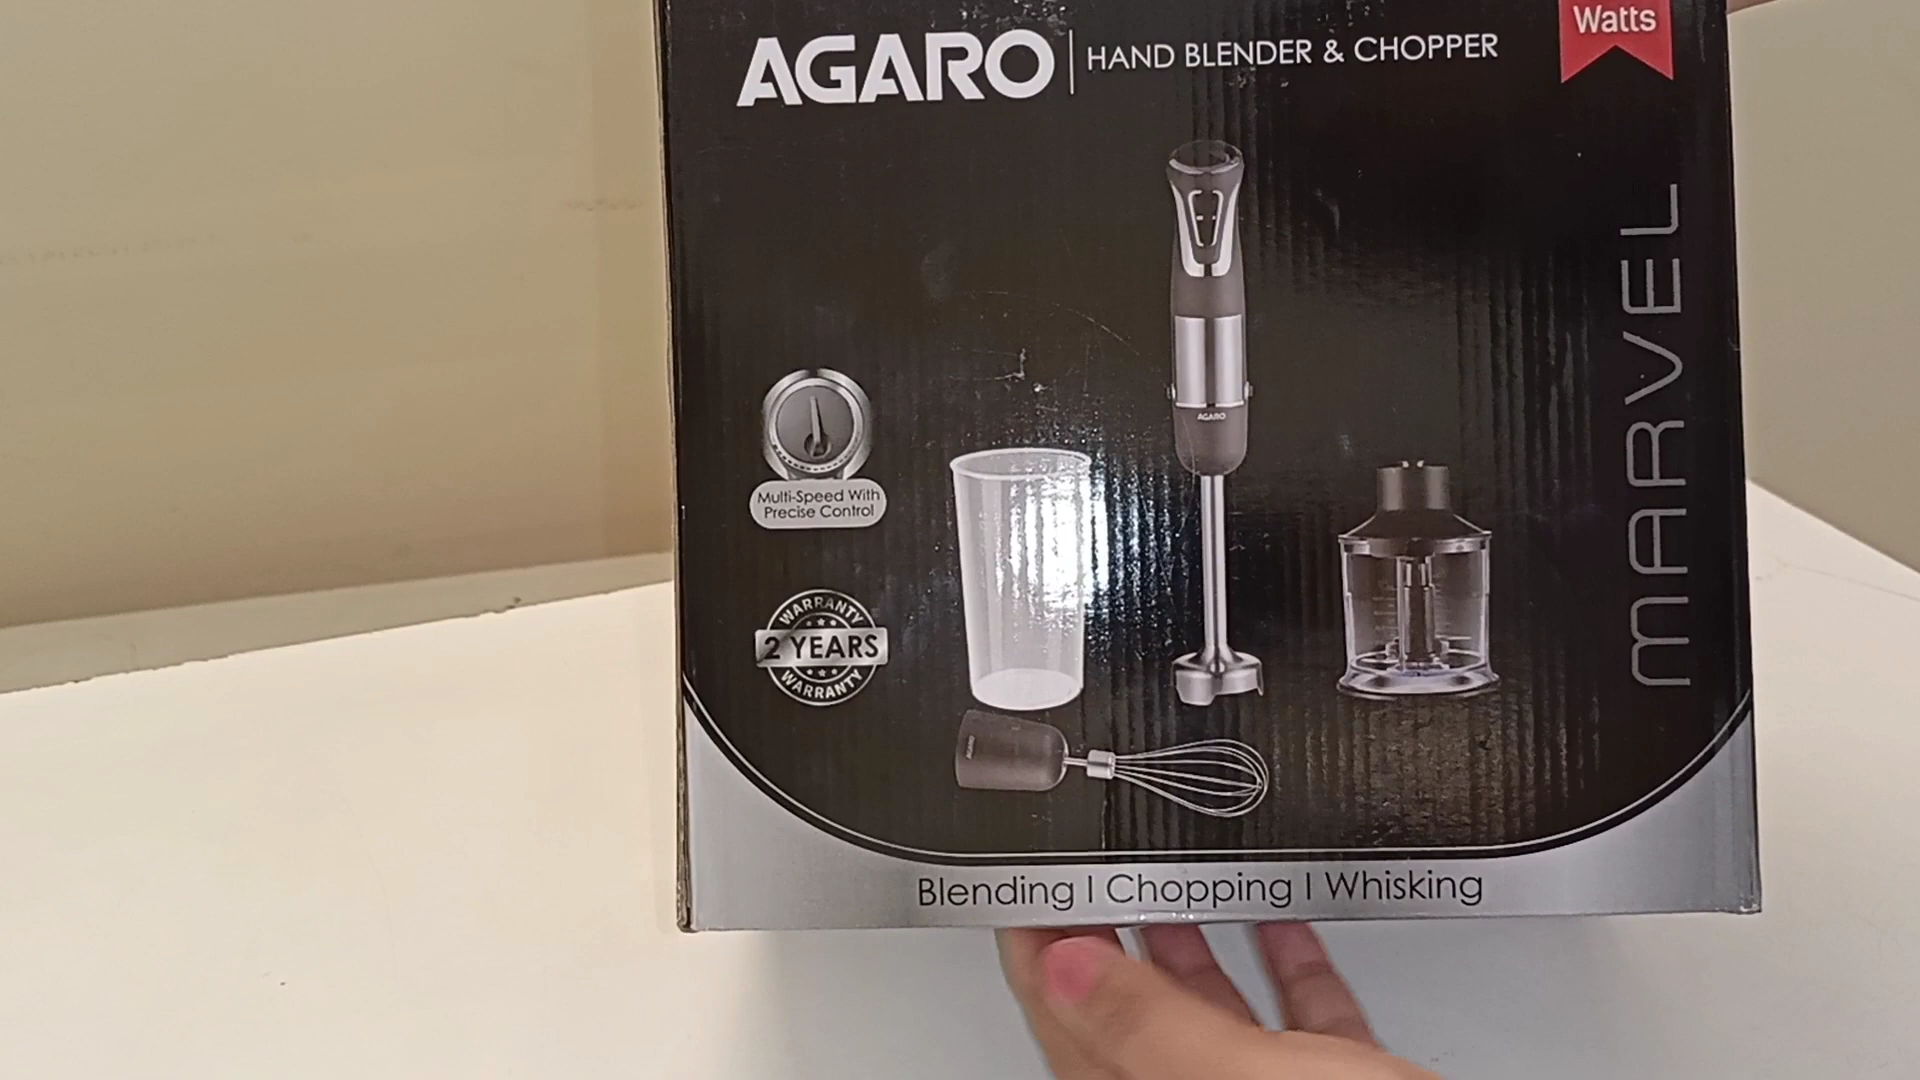 Watts
AGARO
HAND BLENDER & CHOPPER
MARVEL
AGARO
Multi-Speed With
Precise Control
WARRANTY
2 YEARS
WARRANTY
AGARO
Blending | Chopping | Whisking